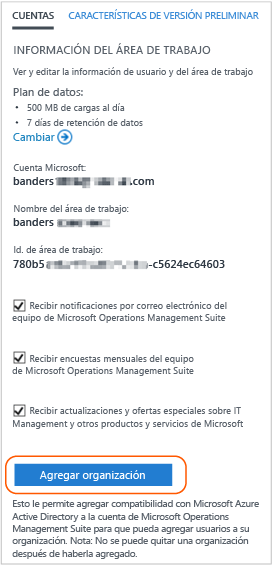 CUENTAS CARACTERÍSTICAS DE VERSIÓN PRELIMINAR
INFORMACIÓN DEL ÁREA DE TRABAJO
Ver y editar la información de usuario y del área de trabajo
Plan de datos:
• 500 MB de cargas al día
• 7 días de retención de datos
Cambiar
Cuenta Microsoft:
banders .com
Nombre del área de trabajo:
banders
Id. de área de trabajo:
780b5 -c5624ec64603
Recibir notificaciones por correo electrónico del
equipo de Microsoft Operations Management Suite
Recibir encuestas mensuales del equipo
de Microsoft Operations Management Suite
Recibir actualizaciones y ofertas especiales sobre IT
Management y otros productos y servicios de Microsoft
Agregar organización
Esto le permite agregar compatibilidad con Microsoft Azure
Active Directory a la cuenta de Microsoft Operations
Management Suite para que pueda agregar usuarios a su
organización. Nota: No se puede quitar una organización
después de haberla agregado.